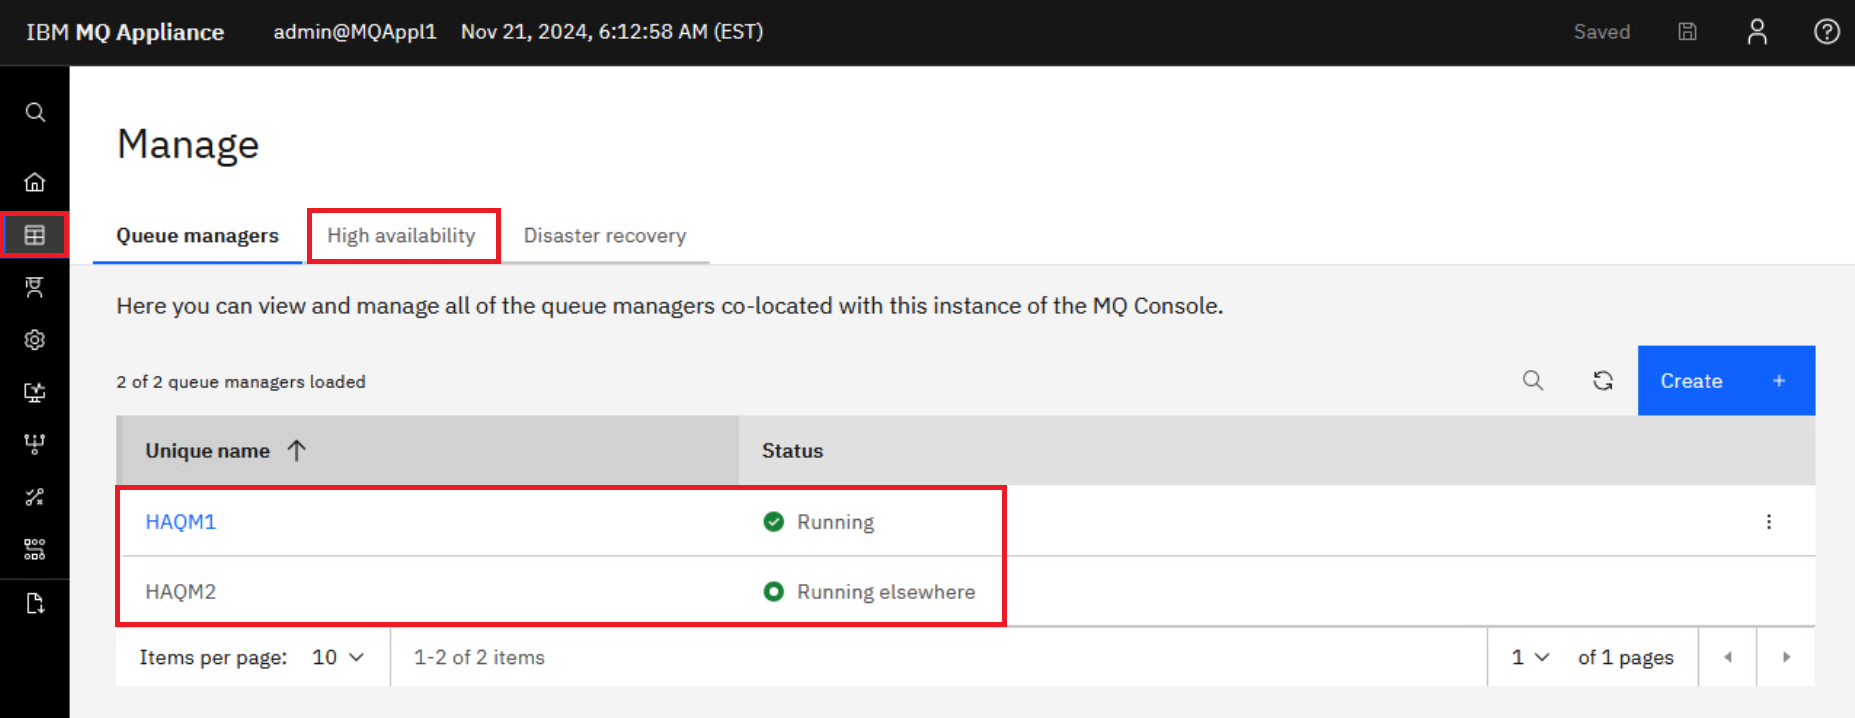 IBM MQ Appliance admin@MQAppl1 Nov 21, 2024, 6:12:58 AM (EST) Saved
Manage
Queue managers High availability Disaster recovery
Here you can view and manage all of the queue managers co-located with this instance of the MQ Console.
2 of 2 queue managers loaded
Create +
Unique name ↑ Status
HAQM1 Running
HAQM2 Running elsewhere
Items per page: 10 1-2 of 2 items 1 of 1 pages